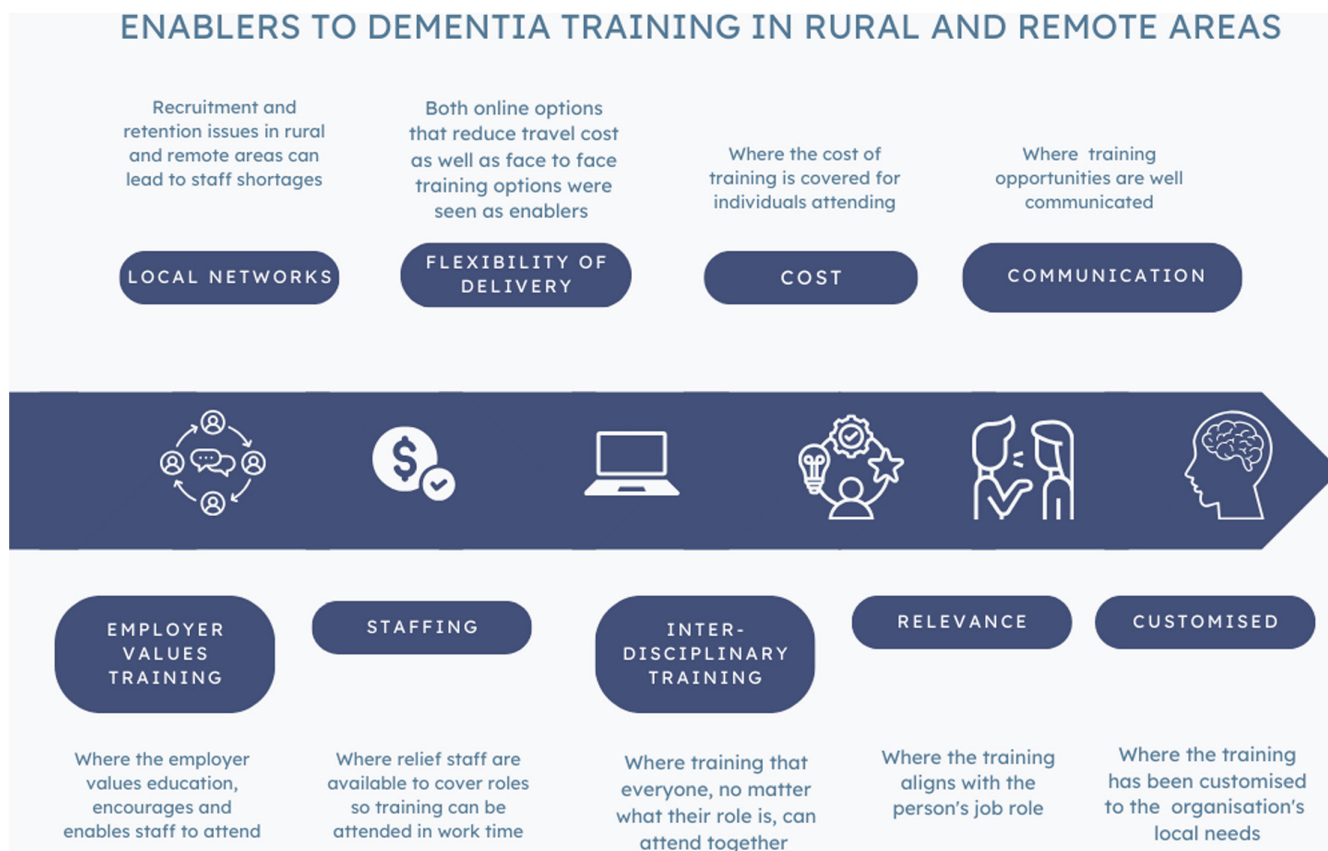 ENABLERS TO DEMENTIA TRAINING IN RURAL AND REMOTE AREAS
Recruitment and
retention issues in rural
and remote areas can
lead to staff shortages
LOCAL NETWORKS
Both online options
that reduce travel cost
as well as face to face
training options were
seen as enablers
FLEXIBILITY OF
DELIVERY
Where the cost of
training is covered for
individuals attending
COST
Where training
opportunities are well
communicated
COMMUNICATION
$
EMPLOYER
VALUES
TRAINING
Where the employer
values education,
encourages and
enables staff to attend
STAFFING
Where relief staff are
available to cover roles
so training can be
attended in work time
INTER-
DISCIPLINARY
TRAINING
Where training that
everyone, no matter
what their role is, can
attend together
RELEVANCE
Where the training
aligns with the
person's job role
CUSTOMISED
Where the training
has been customised
to the organisation's
local needs